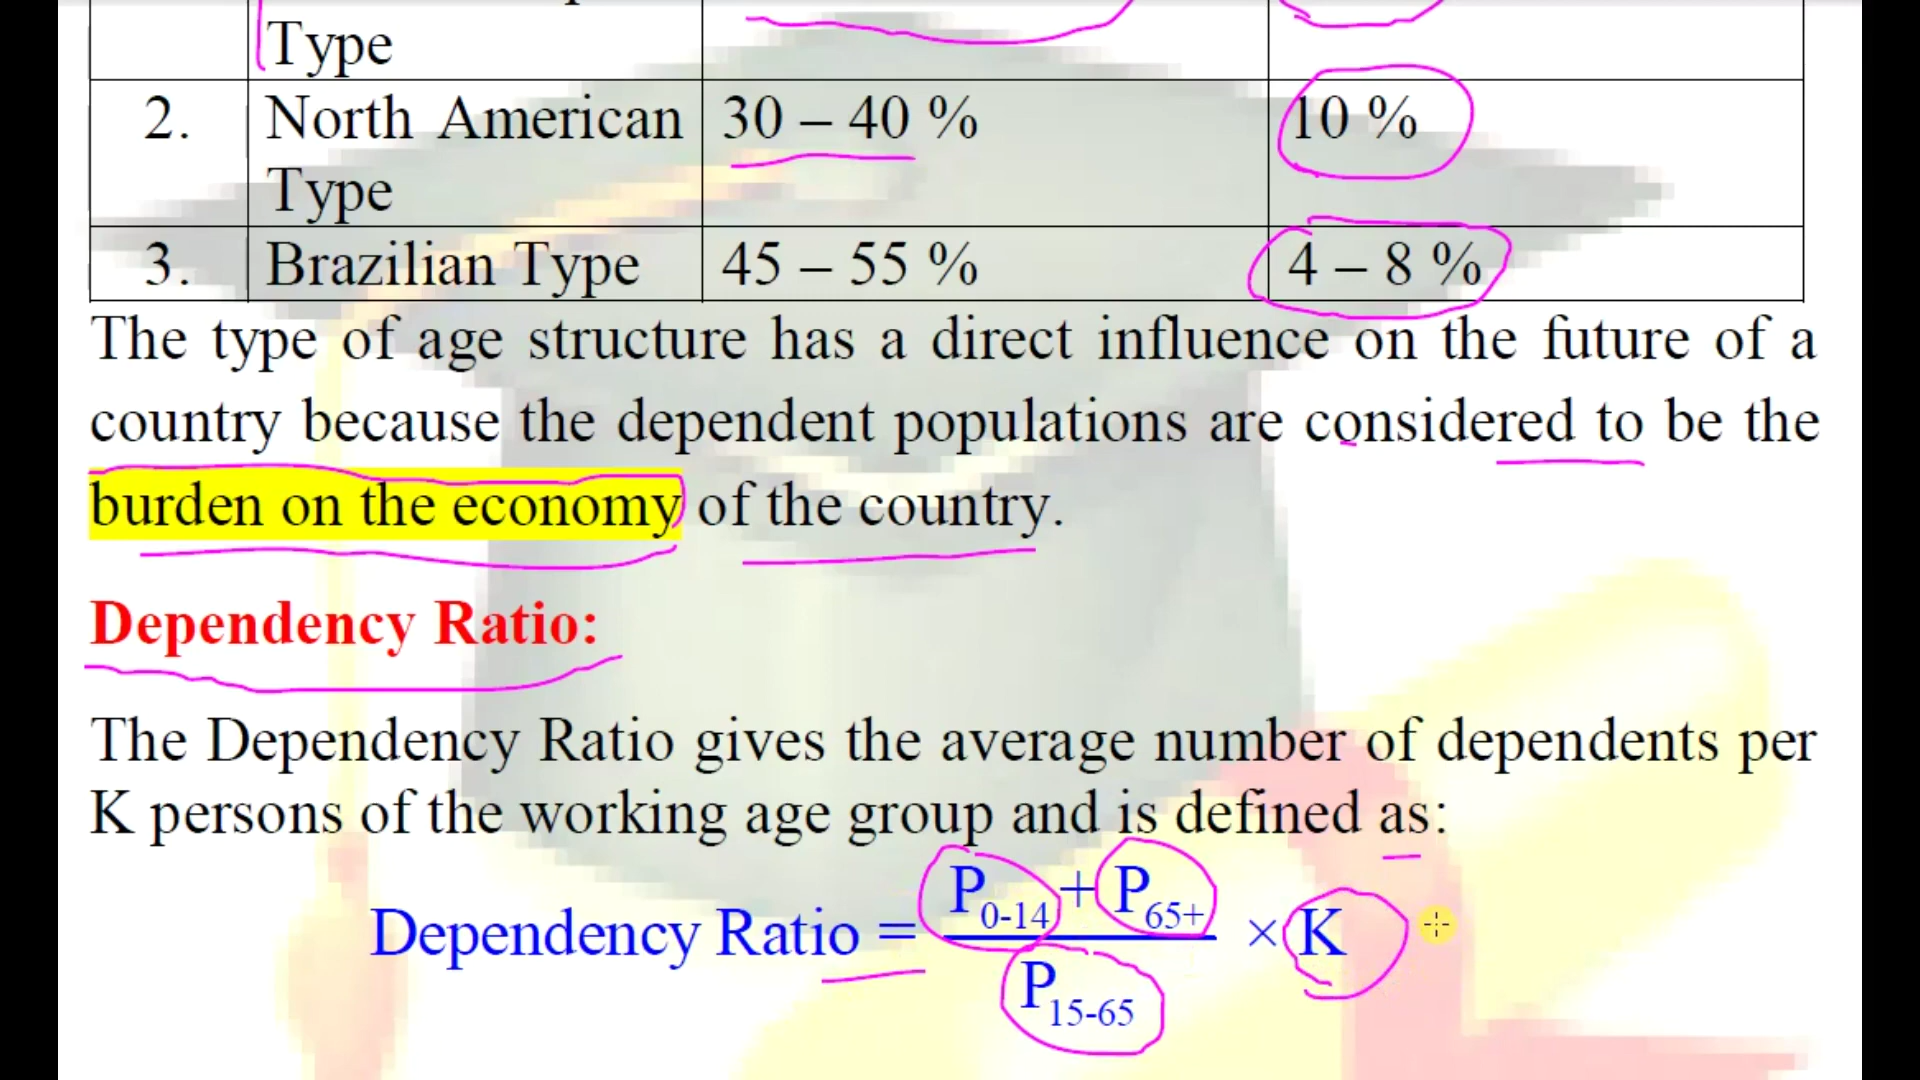 Type
2. North American 30 – 40 % 10 %
Type
3. Brazilian Type 45 – 55 % 4 – 8 %
The type of age structure has a direct influence on the future of a
country because the dependent populations are considered to be the
burden on the economy of the country.
Dependency Ratio:
The Dependency Ratio gives the average number of dependents per
K persons of the working age group and is defined as:
P0-14 + P65+
Dependency Ratio = × K
P15-65